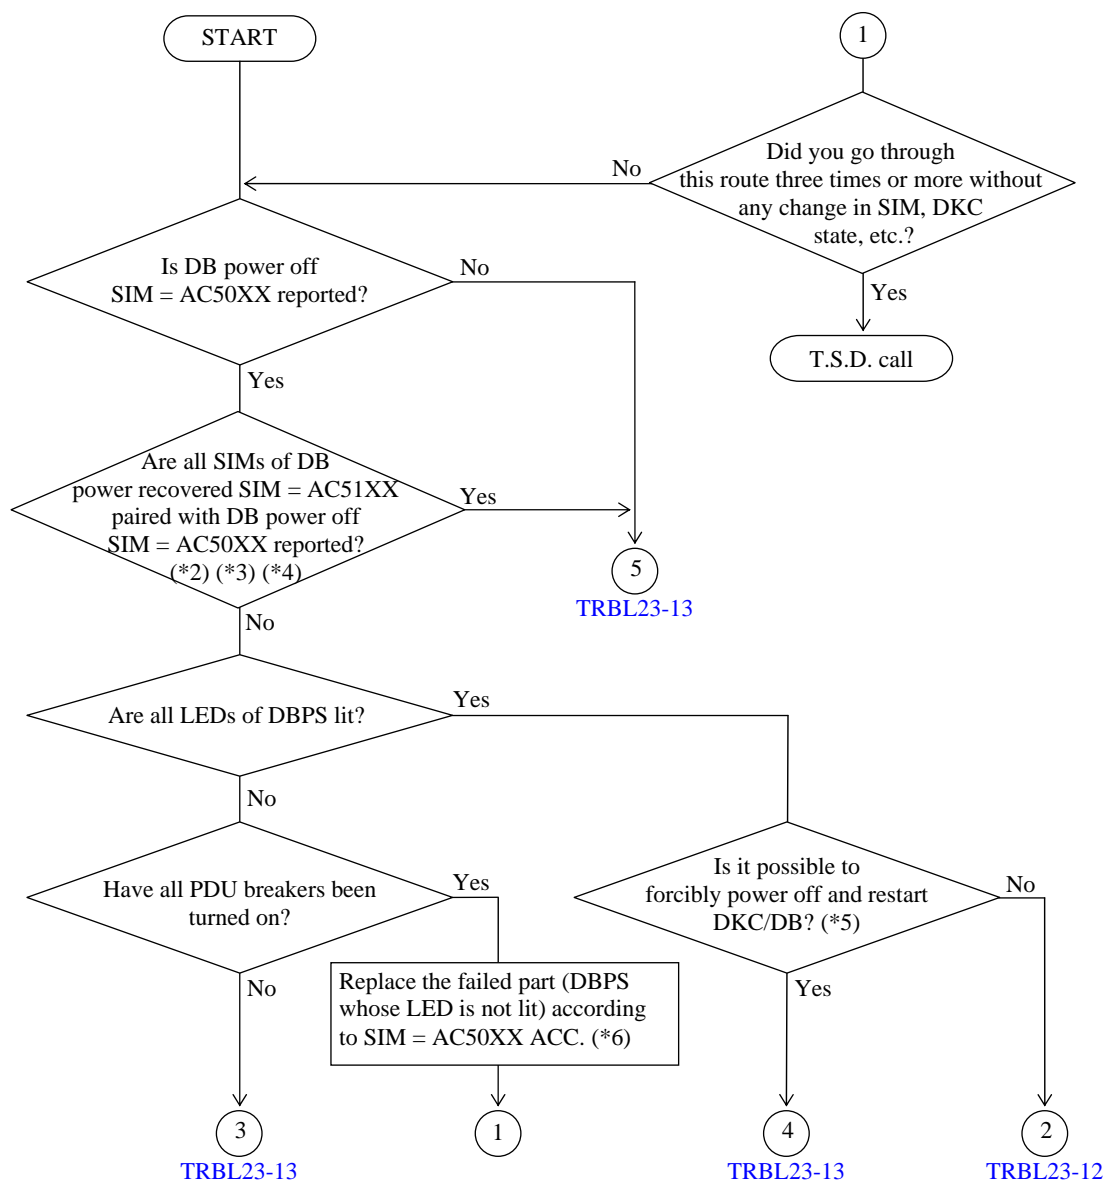 START
1
Did you go through
this route three times or more without
any change in SIM, DKC
state, etc.?
No
Yes
T.S.D. call
Is DB power off
SIM = AC50XX reported?
No
Yes
Are all SIMs of DB
power recovered SIM = AC51XX
paired with DB power off
SIM = AC50XX reported?
(*2) (*3) (*4)
Yes
No
5
TRBL23-13
Are all LEDs of DBPS lit?
Yes
No
Have all PDU breakers been
turned on?
Yes
No
Is it possible to
forcibly power off and restart
DKC/DB? (*5)
No
Yes
Replace the failed part (DBPS
whose LED is not lit) according
to SIM = AC50XX ACC. (*6)
3
TRBL23-13
1
4
TRBL23-13
2
TRBL23-12